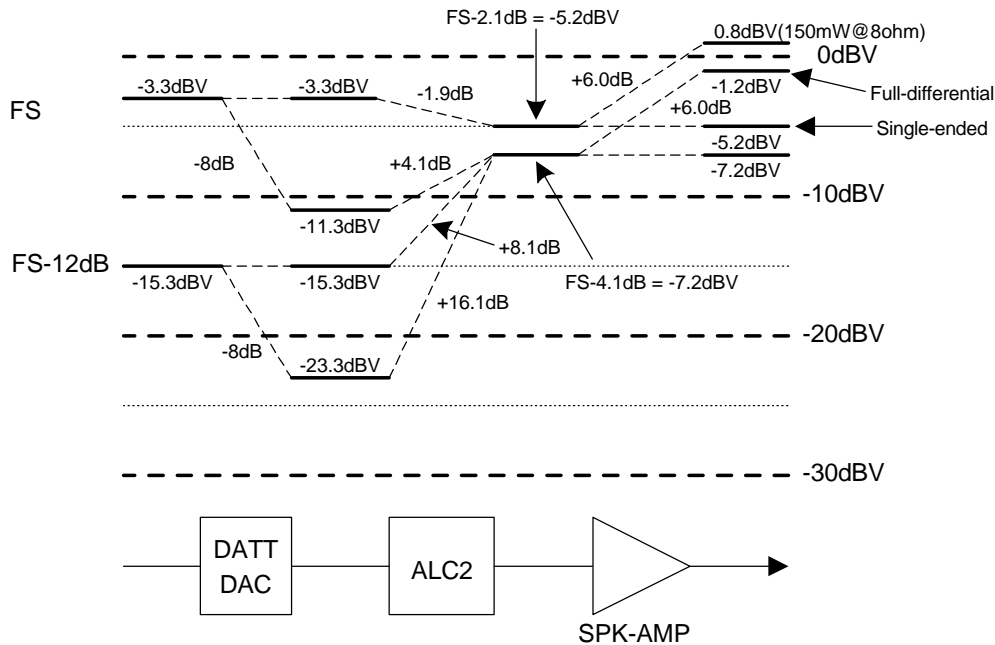 FS-2.1dB = -5.2dBV
0.8dBV(150mW@8ohm)
0dBV
-3.3dBV
-3.3dBV
-1.9dB
+6.0dB
-1.2dBV
Full-differential
FS
+6.0dB
Single-ended
-5.2dBV
-8dB
+4.1dB
-7.2dBV
-10dBV
-11.3dBV
+8.1dB
FS-12dB
-15.3dBV
-15.3dBV
FS-4.1dB = -7.2dBV
+16.1dB
-20dBV
-8dB
-23.3dBV
-30dBV
DATT
DAC
ALC2
SPK-AMP